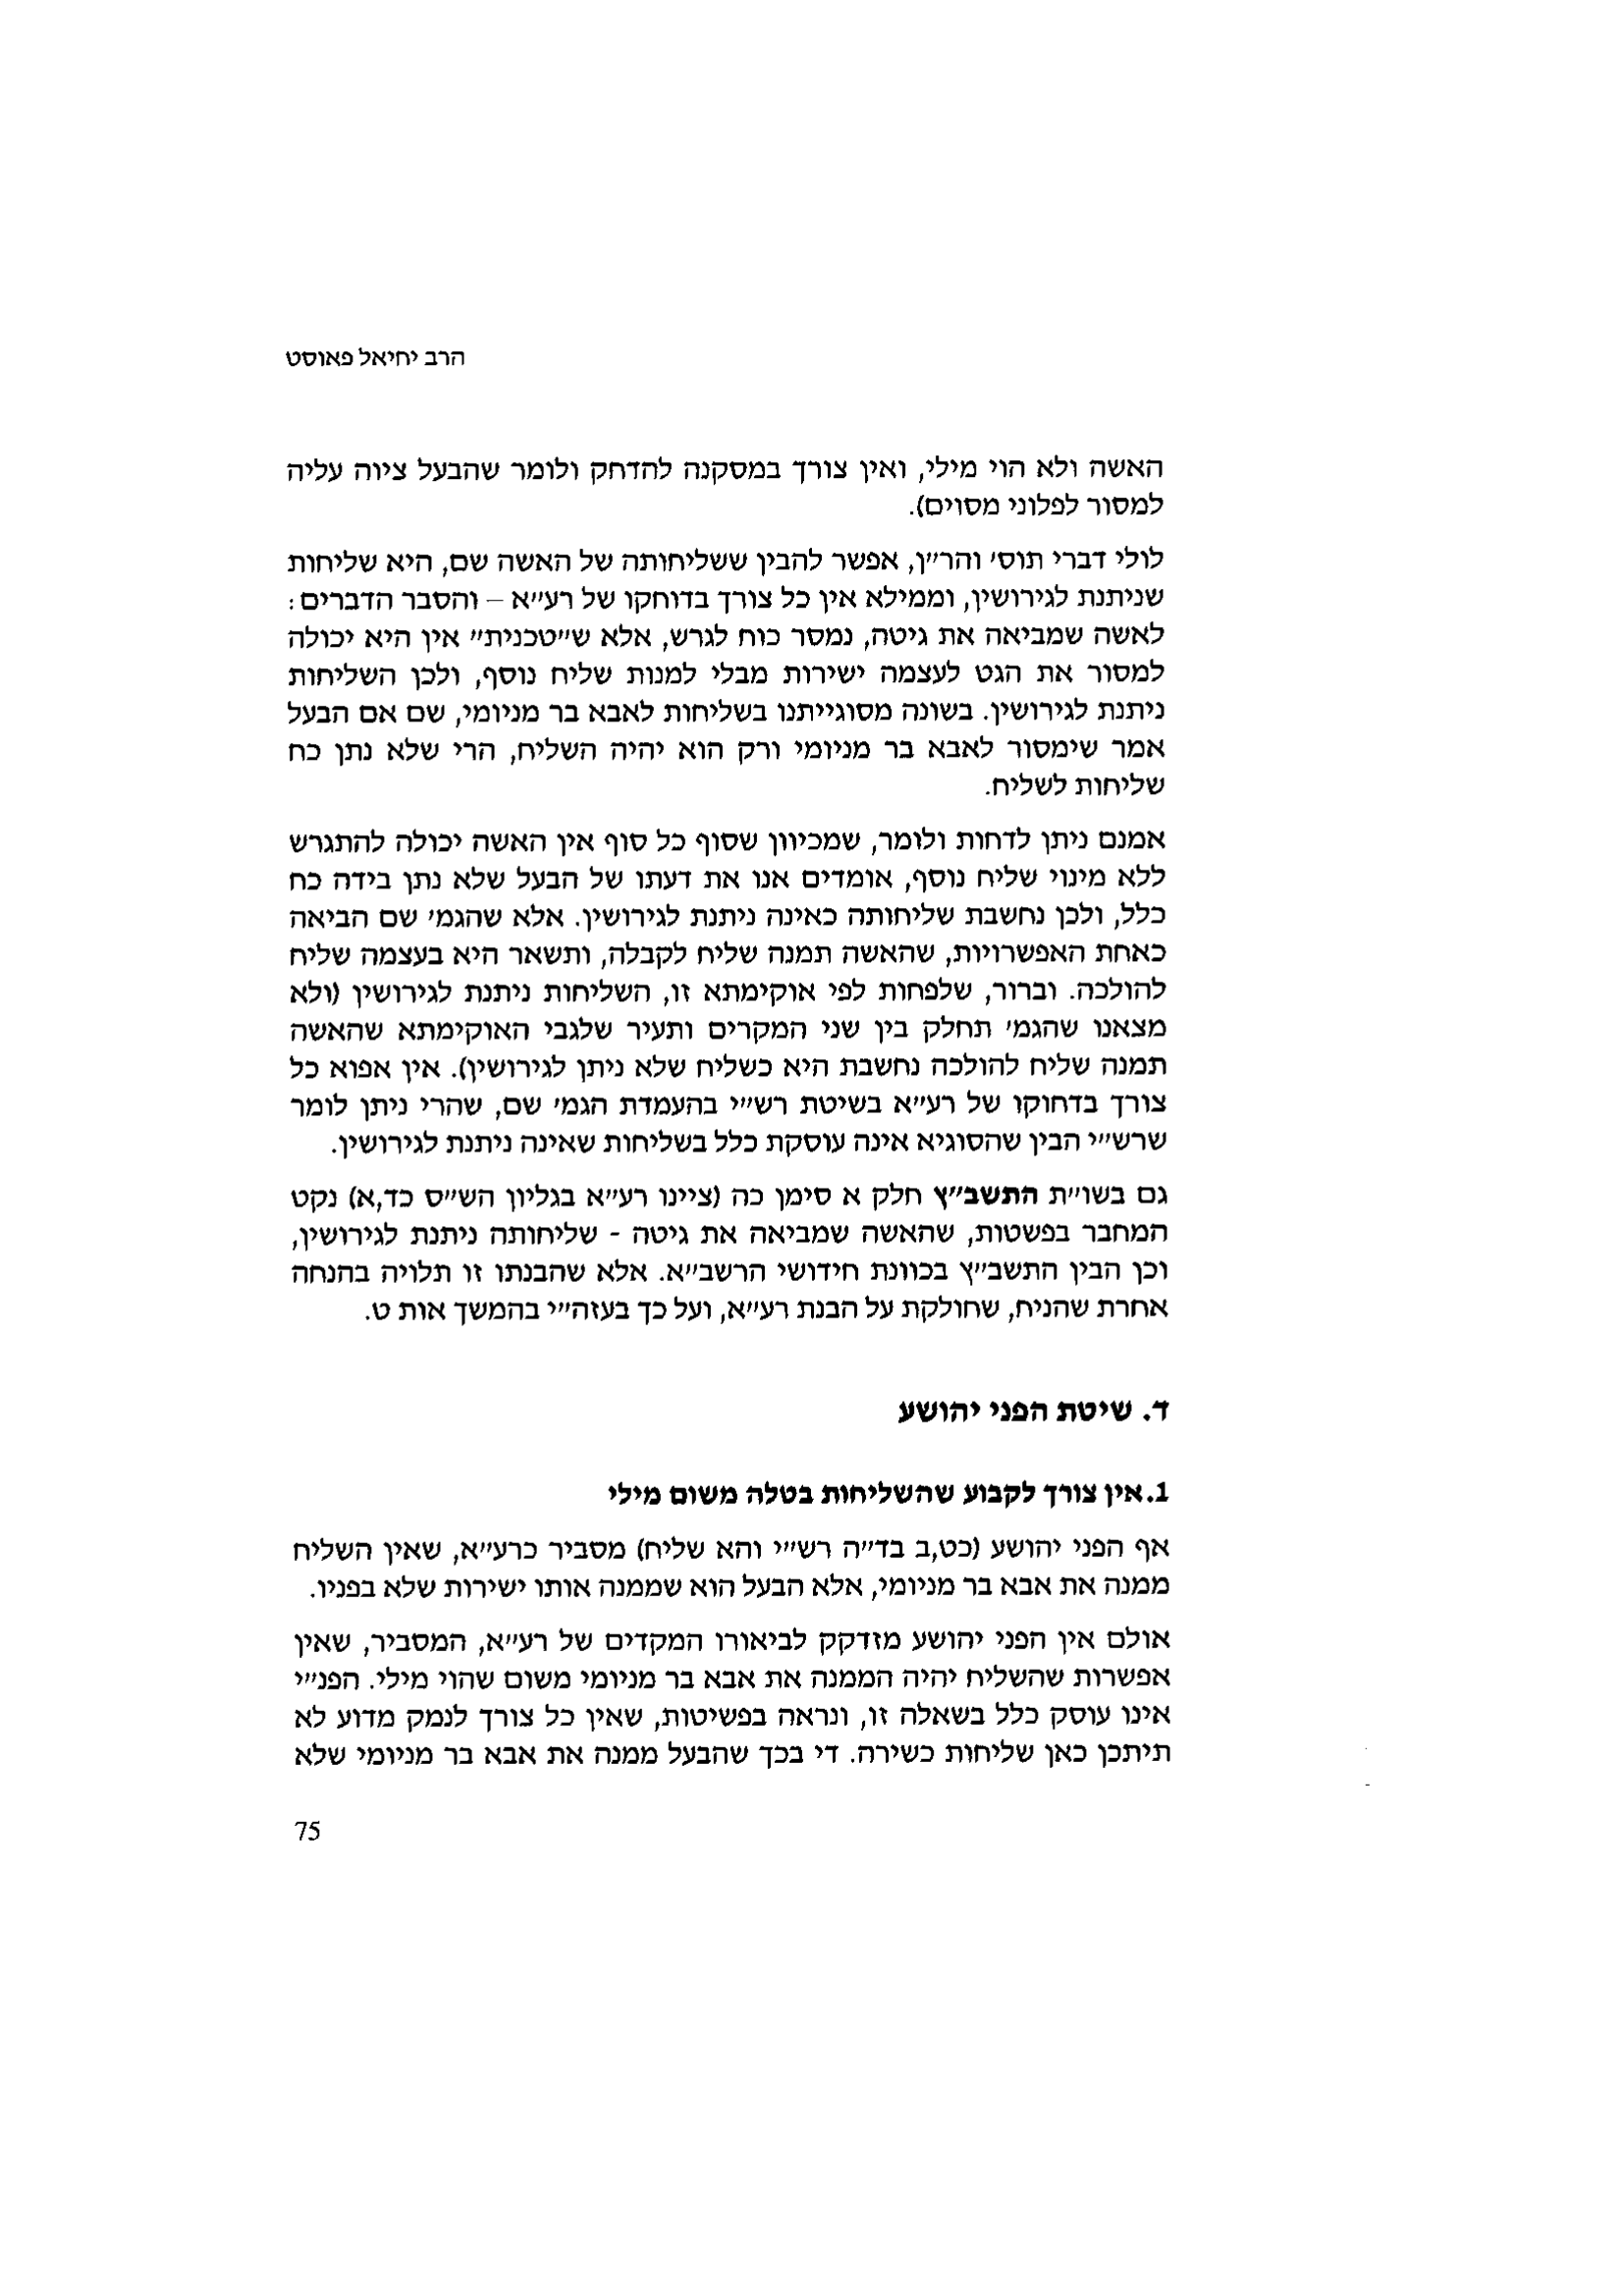 הרב יחיאל פאוסט
האשה ולא הוי מילי, ואין צורך במסקנה להדחק ולומר שהבעל ציוה עליה
למסור לפלוני מסוים).
לולי דברי תוס' והר"ן, אפשר להבין ששליחותה של האשה שם, היא שליחות
שניתנת לגירושין, וממילא אין כל צורך בדוחקו של רע"א – והסבר הדברים:
לאשה שמביאה את גיטה, נמסר כוח לגרש, אלא ש"טכנית" אין היא יכולה
למסור את הגט לעצמה ישירות מבלי למנות שליח נוסף, ולכן השליחות
ניתנת לגירושין. בשונה מסוגייתנו בשליחות לאבא בר מניומי, שם אם הבעל
אמר שימסור לאבא בר מניומי ורק הוא יהיה השליח, הרי שלא נתן כח
שליחות לשליח.
אמנם ניתן לדחות ולומר, שמכיוון שסוף כל סוף אין האשה יכולה להתגרש
ללא מינוי שליח נוסף, אומדים אנו את דעתו של הבעל שלא נתן בידה כח
כלל, ולכן נחשבת שליחותה כאינה ניתנת לגירושין. אלא שהגמ' שם הביאה
כאחת האפשרויות, שהאשה תמנה שליח לקבלה, ותשאר היא בעצמה שליח
להולכה. וברור, שלפחות לפי אוקימתא זו, השליחות ניתנת לגירושין (ולא
מצאנו שהגמ' תחלק בין שני המקרים ותעיר שלגבי האוקימתא שהאשה
תמנה שליח להולכה נחשבת היא כשליח שלא ניתן לגירושין). אין אפוא כל
צורך בדחוקו של רע"א בשיטת רש"י בהעמדת הגמ' שם, שהרי ניתן לומר
שרש"י הבין שהסוגיא אינה עוסקת כלל בשליחות שאינה ניתנת לגירושין.
גם בשו"ת התשב"ץ חלק א סימן כה (ציינו רע"א בגליון הש"ס כד,א) נקט
המחבר בפשטות, שהאשה שמביאה את גיטה - שליחותה ניתנת לגירושין,
וכן הבין התשב"ץ בכוונת חידושי הרשב"א. אלא שהבנתו זו תלויה בהנחה
אחרת שהניח, שחולקת על הבנת רע"א, ועל כך בעזה"י בהמשך אות ט.
ד. שיטת הפני יהושע
1.אין צורך לקבוע שהשליחות בטלה משום מילי
אף הפני יהושע (כט,ב בד"ה רש"י והא שליח) מסביר כרע"א, שאין השליח
ממנה את אבא בר מניומי, אלא הבעל הוא שממנה אותו ישירות שלא בפניו.
אולם אין הפני יהושע מזדקק לביאורו המקדים של רע"א, המסביר, שאין
אפשרות שהשליח יהיה הממנה את אבא בר מניומי משום שהוי מילי. הפנ"י
אינו עוסק כלל בשאלה זו, ונראה בפשיטות, שאין כל צורך לנמק מדוע לא
תיתכן כאן שליחות כשירה. די בכך שהבעל ממנה את אבא בר מניומי שלא
75